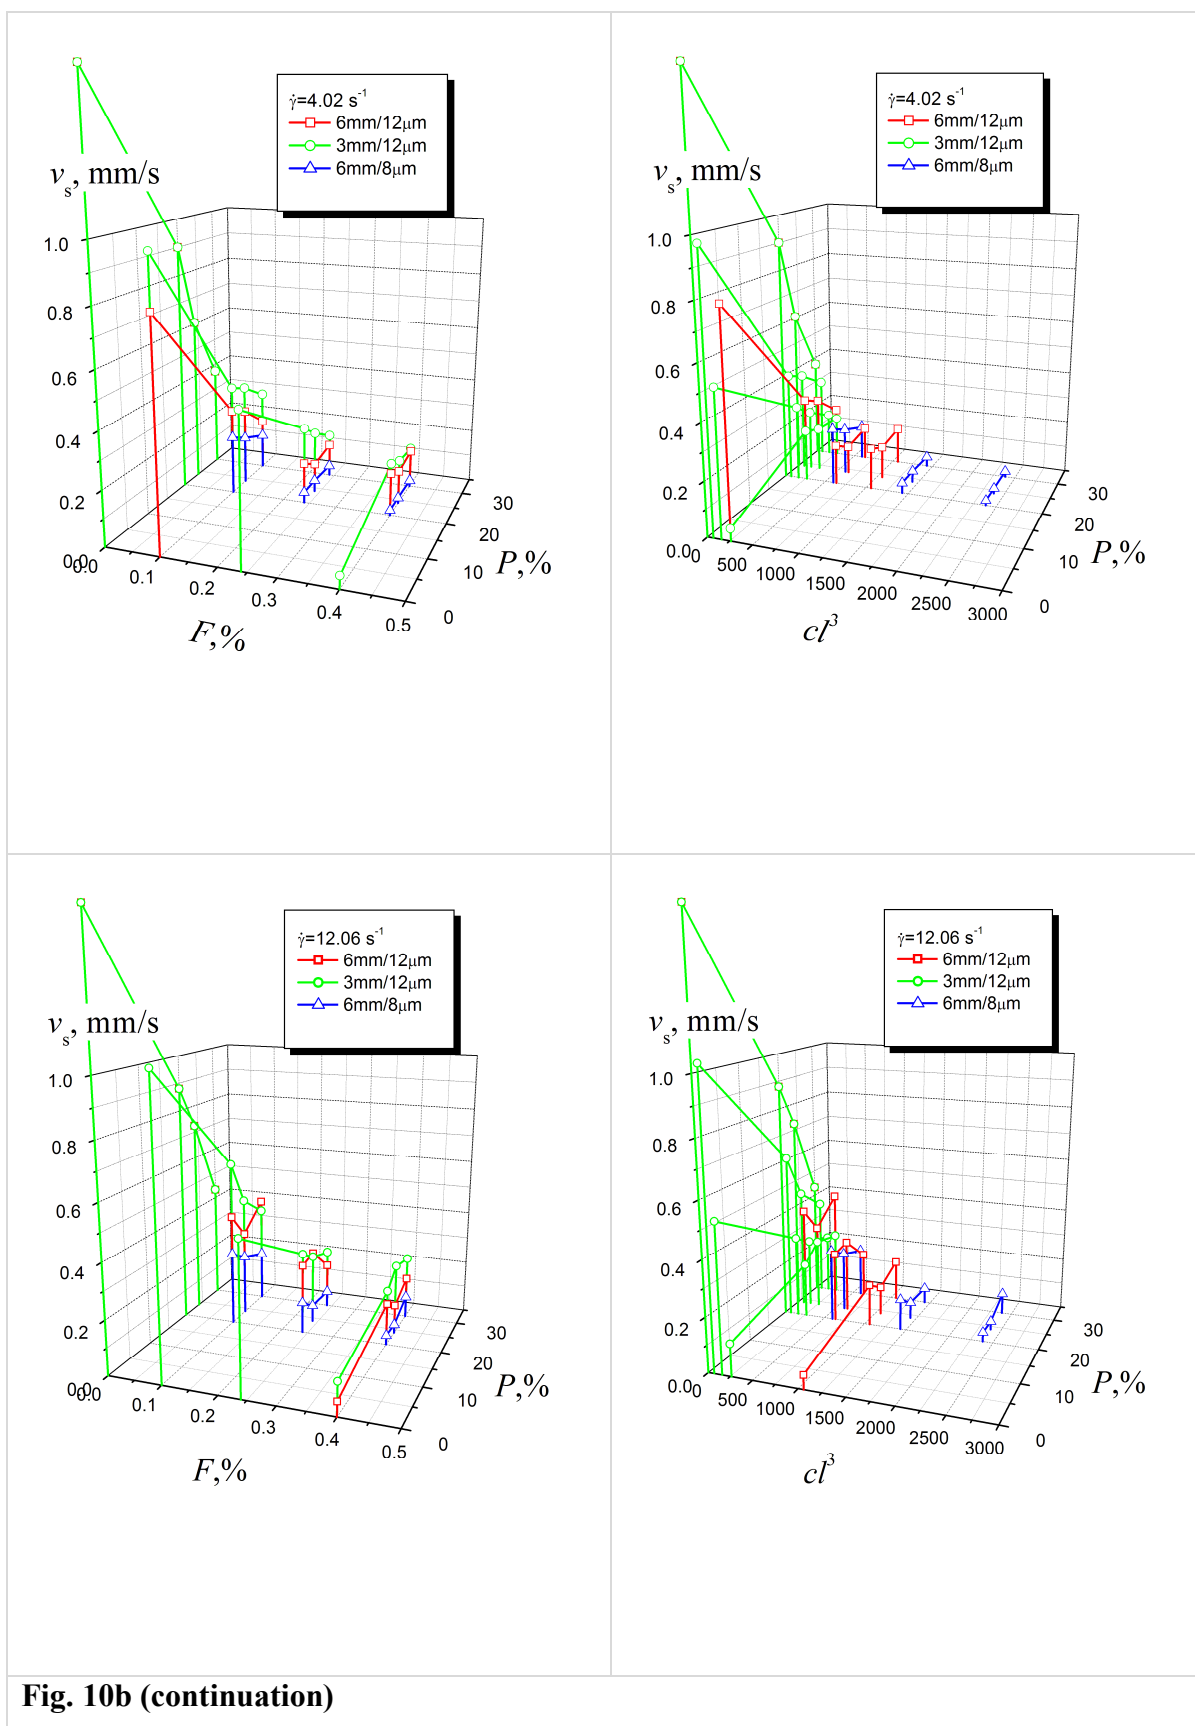 γ̇=4.02 s⁻¹
6mm/12μm
3mm/12μm
6mm/8μm
vₛ, mm/s
1.0
0.8
0.6
0.4
0.2
0.0
0.0
0.1
0.2
0.3
0.4
0.5
F,%
0
10
20
30
P,%
γ̇=4.02 s⁻¹
6mm/12μm
3mm/12μm
6mm/8μm
vₛ, mm/s
1.0
0.8
0.6
0.4
0.2
0.0
0
500
1000
1500
2000
2500
3000
cl³
0
10
20
30
P,%
γ̇=12.06 s⁻¹
6mm/12μm
3mm/12μm
6mm/8μm
vₛ, mm/s
1.0
0.8
0.6
0.4
0.2
0.0
0.0
0.1
0.2
0.3
0.4
0.5
F,%
0
10
20
30
P,%
γ̇=12.06 s⁻¹
6mm/12μm
3mm/12μm
6mm/8μm
vₛ, mm/s
1.0
0.8
0.6
0.4
0.2
0.0
0
500
1000
1500
2000
2500
3000
cl³
0
10
20
30
P,%
Fig. 10b (continuation)